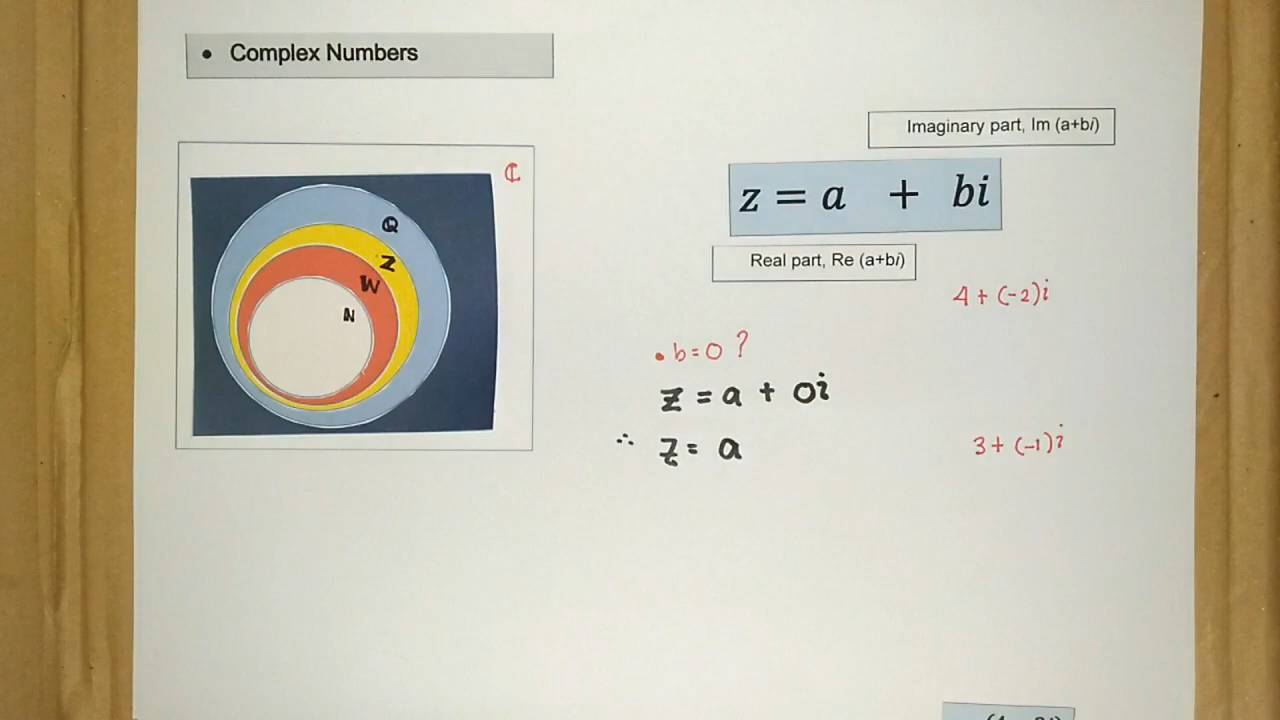 • Complex Numbers
ℂ
Q
Z
W
N
Imaginary part, Im (a+bi)
z = a + bi
Real part, Re (a+bi)
4 + (-2)i
• b = 0 ?
z = a + 0i
∴ z = a
3 + (-1)i